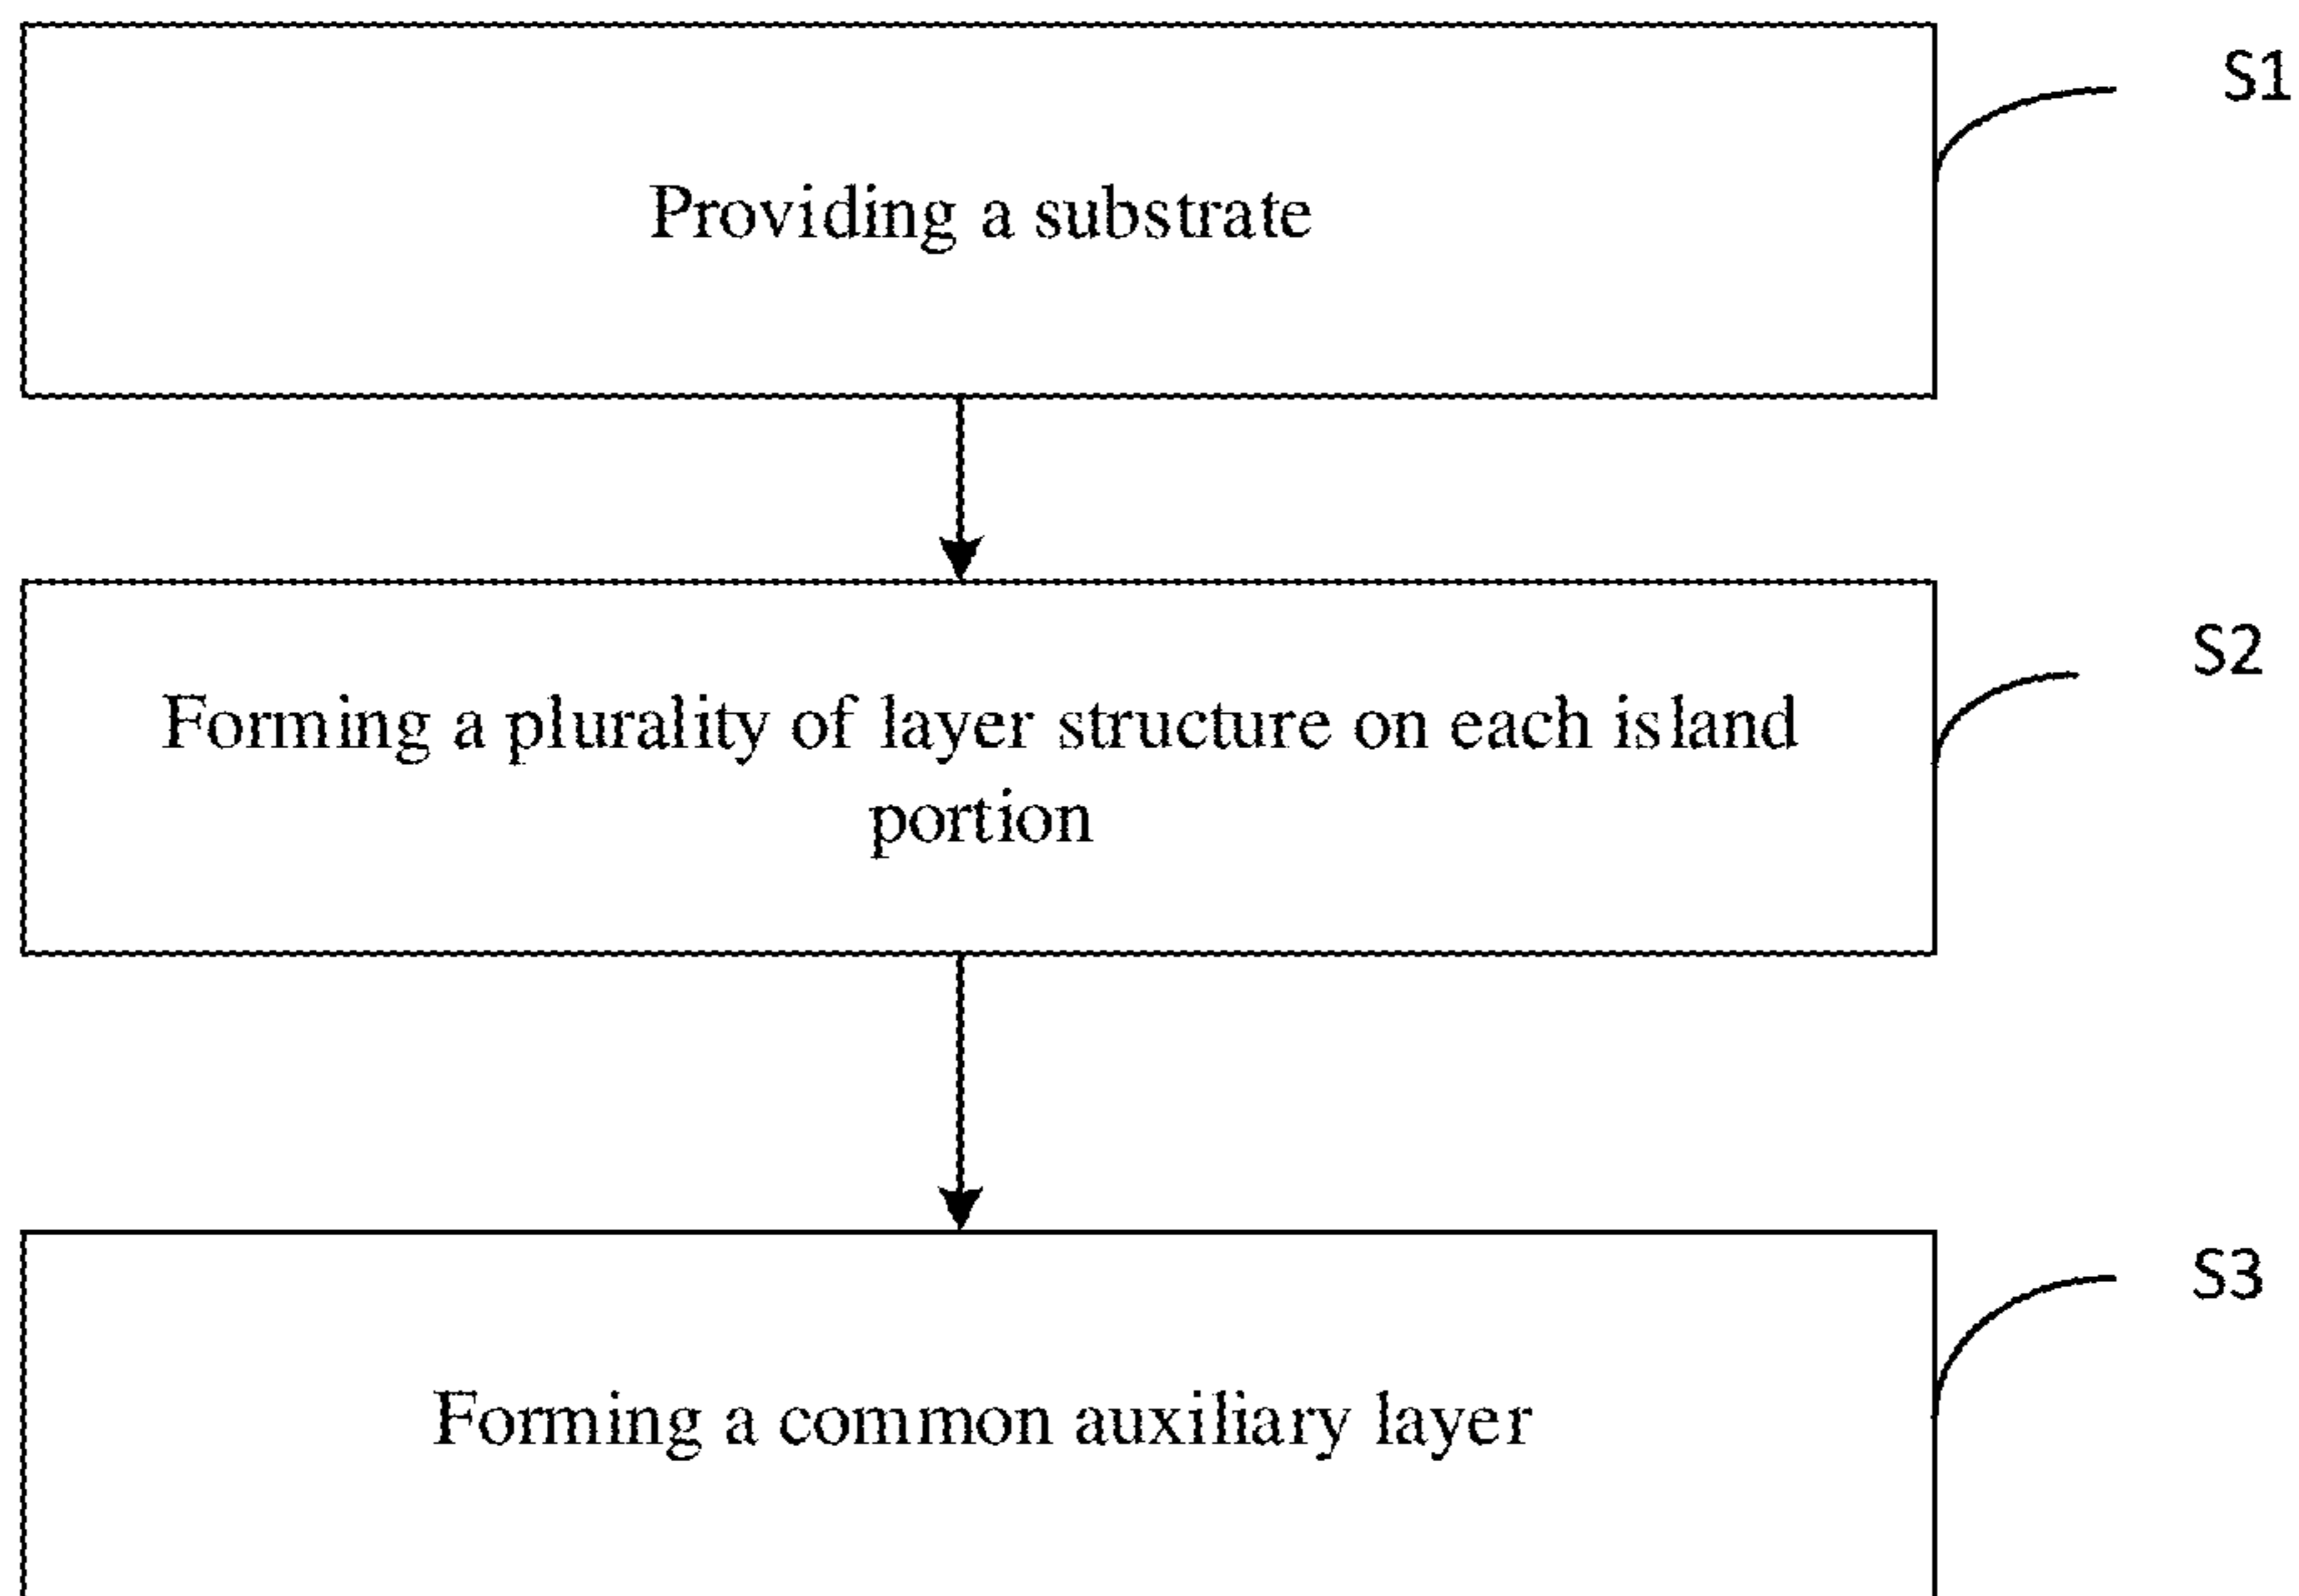 S1
Providing a substrate
S2
Forming a plurality of layer structure on each island
portion
S3
Forming a common auxiliary layer